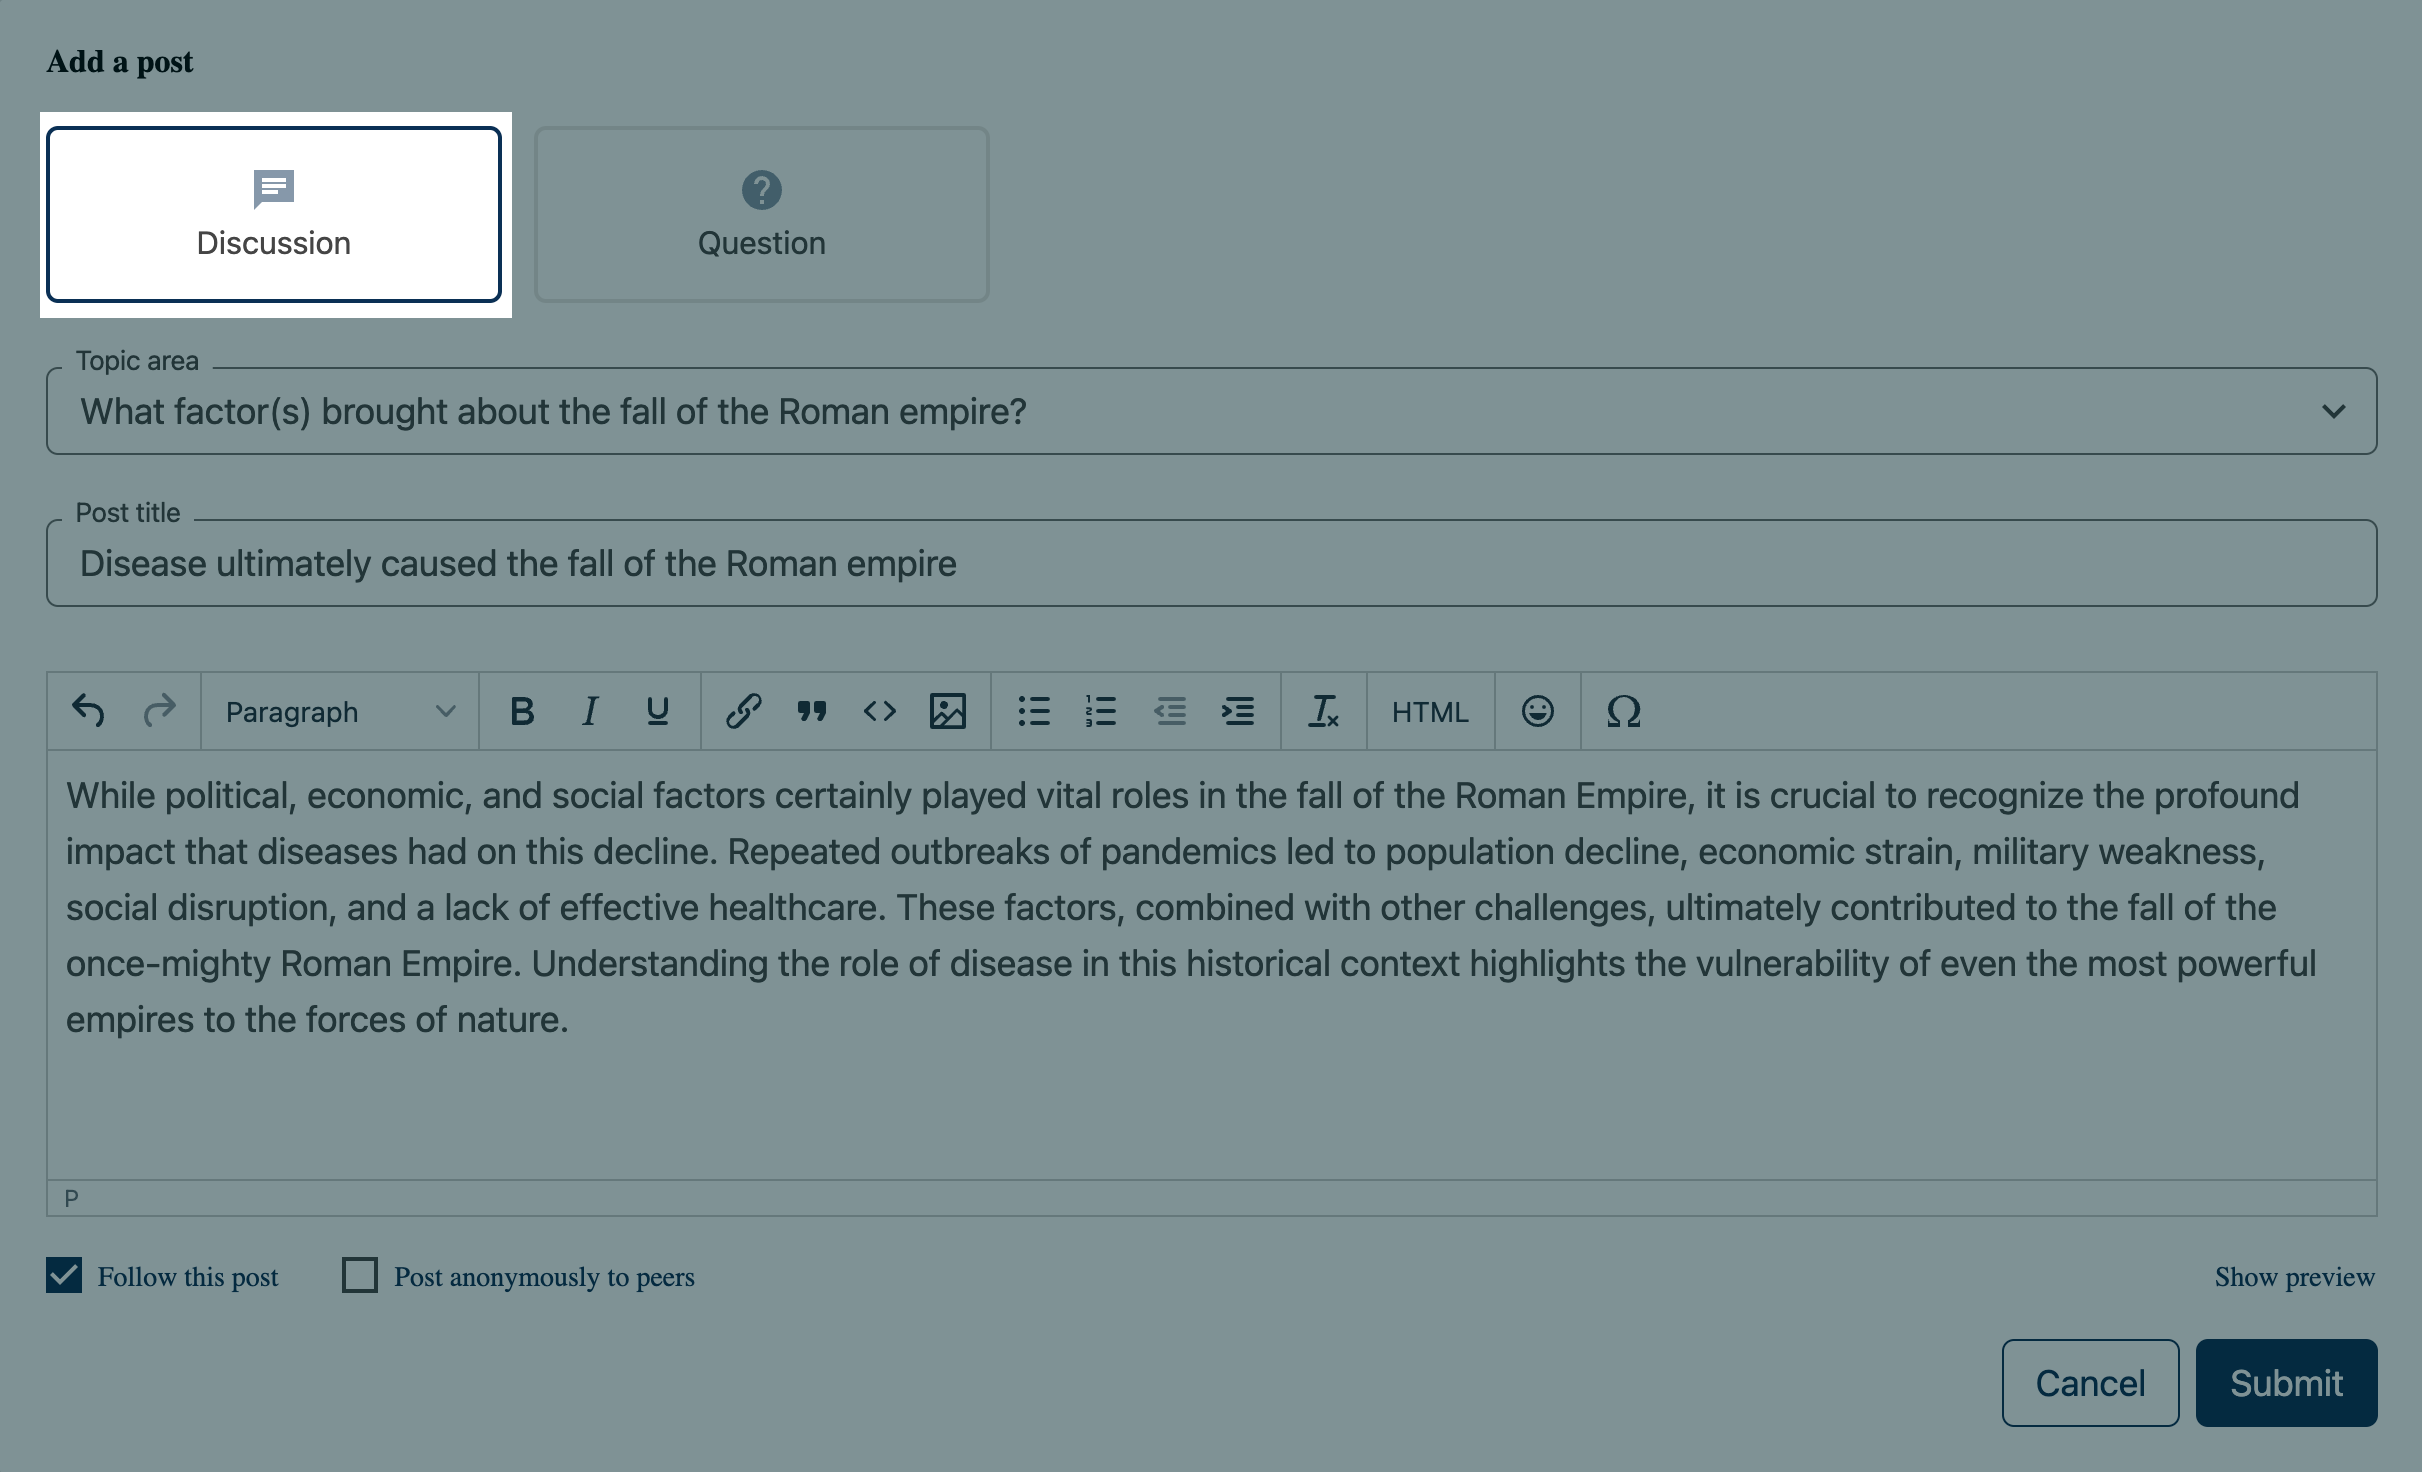 Add a post
Discussion
Question
Topic area
What factor(s) brought about the fall of the Roman empire?
Post title
Disease ultimately caused the fall of the Roman empire
Paragraph B I U HTML Ω
While political, economic, and social factors certainly played vital roles in the fall of the Roman Empire, it is crucial to recognize the profound
impact that diseases had on this decline. Repeated outbreaks of pandemics led to population decline, economic strain, military weakness,
social disruption, and a lack of effective healthcare. These factors, combined with other challenges, ultimately contributed to the fall of the
once-mighty Roman Empire. Understanding the role of disease in this historical context highlights the vulnerability of even the most powerful
empires to the forces of nature.
P
Follow this post
Post anonymously to peers
Show preview
Cancel
Submit